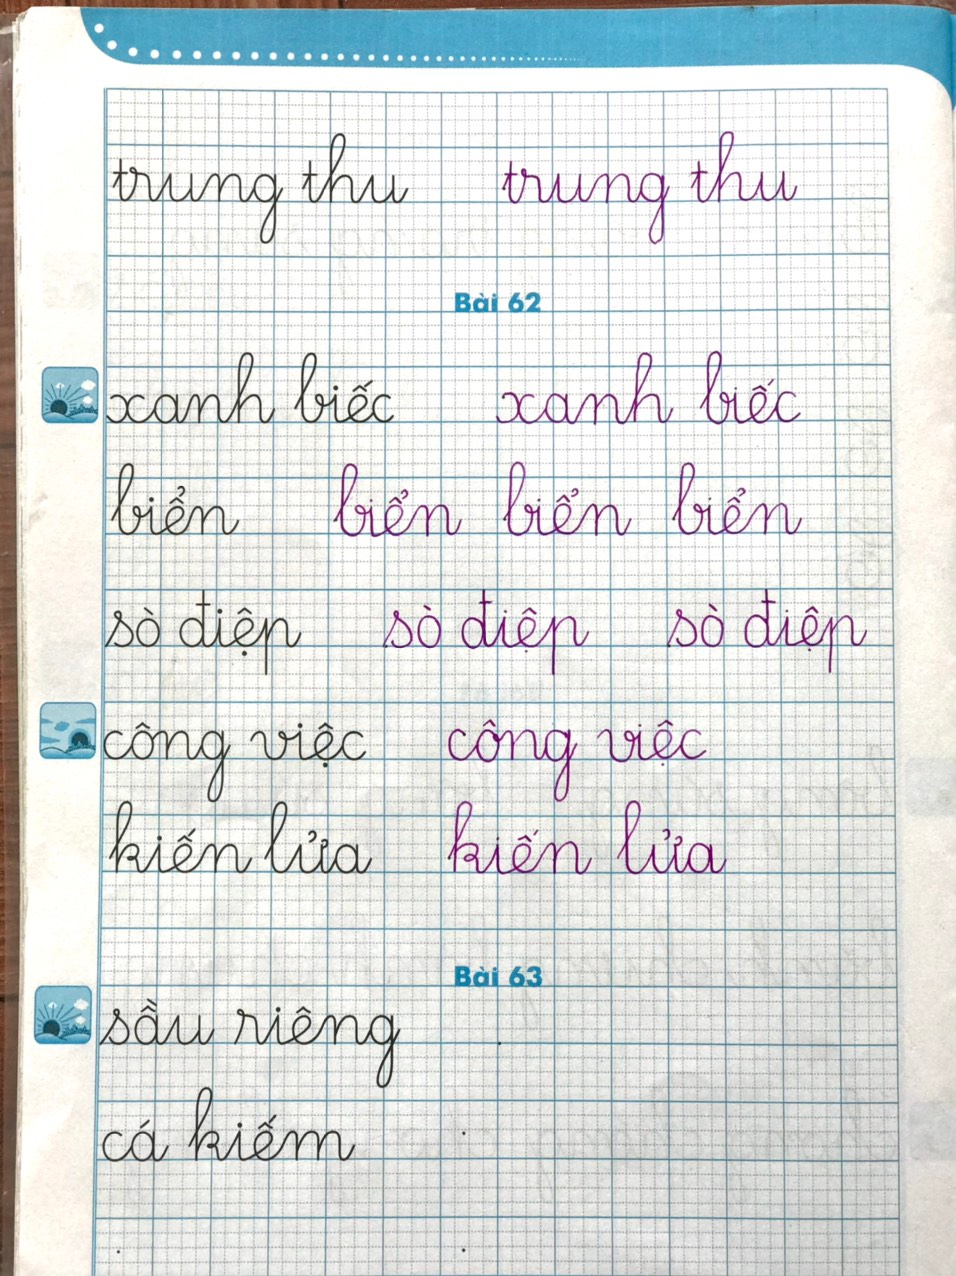 trung thu trung thu
Bài 62
xanh biếc xanh biếc
biển biển biển biển
sò điệp sò điệp sò điệp
công việc công việc
kiến lửa kiến lửa
Bài 63
sầu riêng
cá kiếm